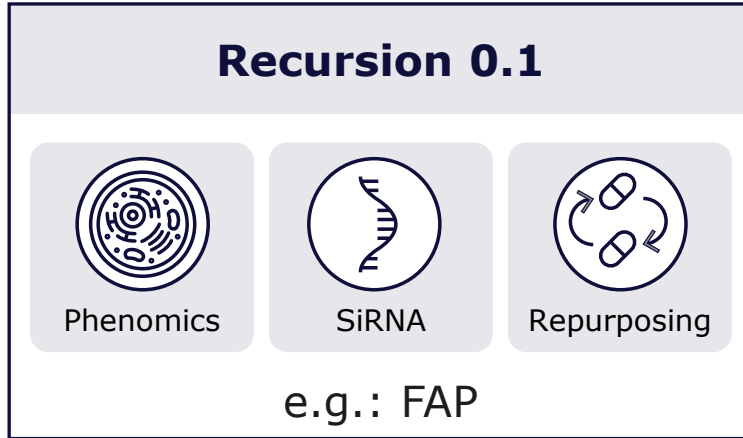 Recursion 0.1
Phenomics
SiRNA
Repurposing
e.g.: FAP